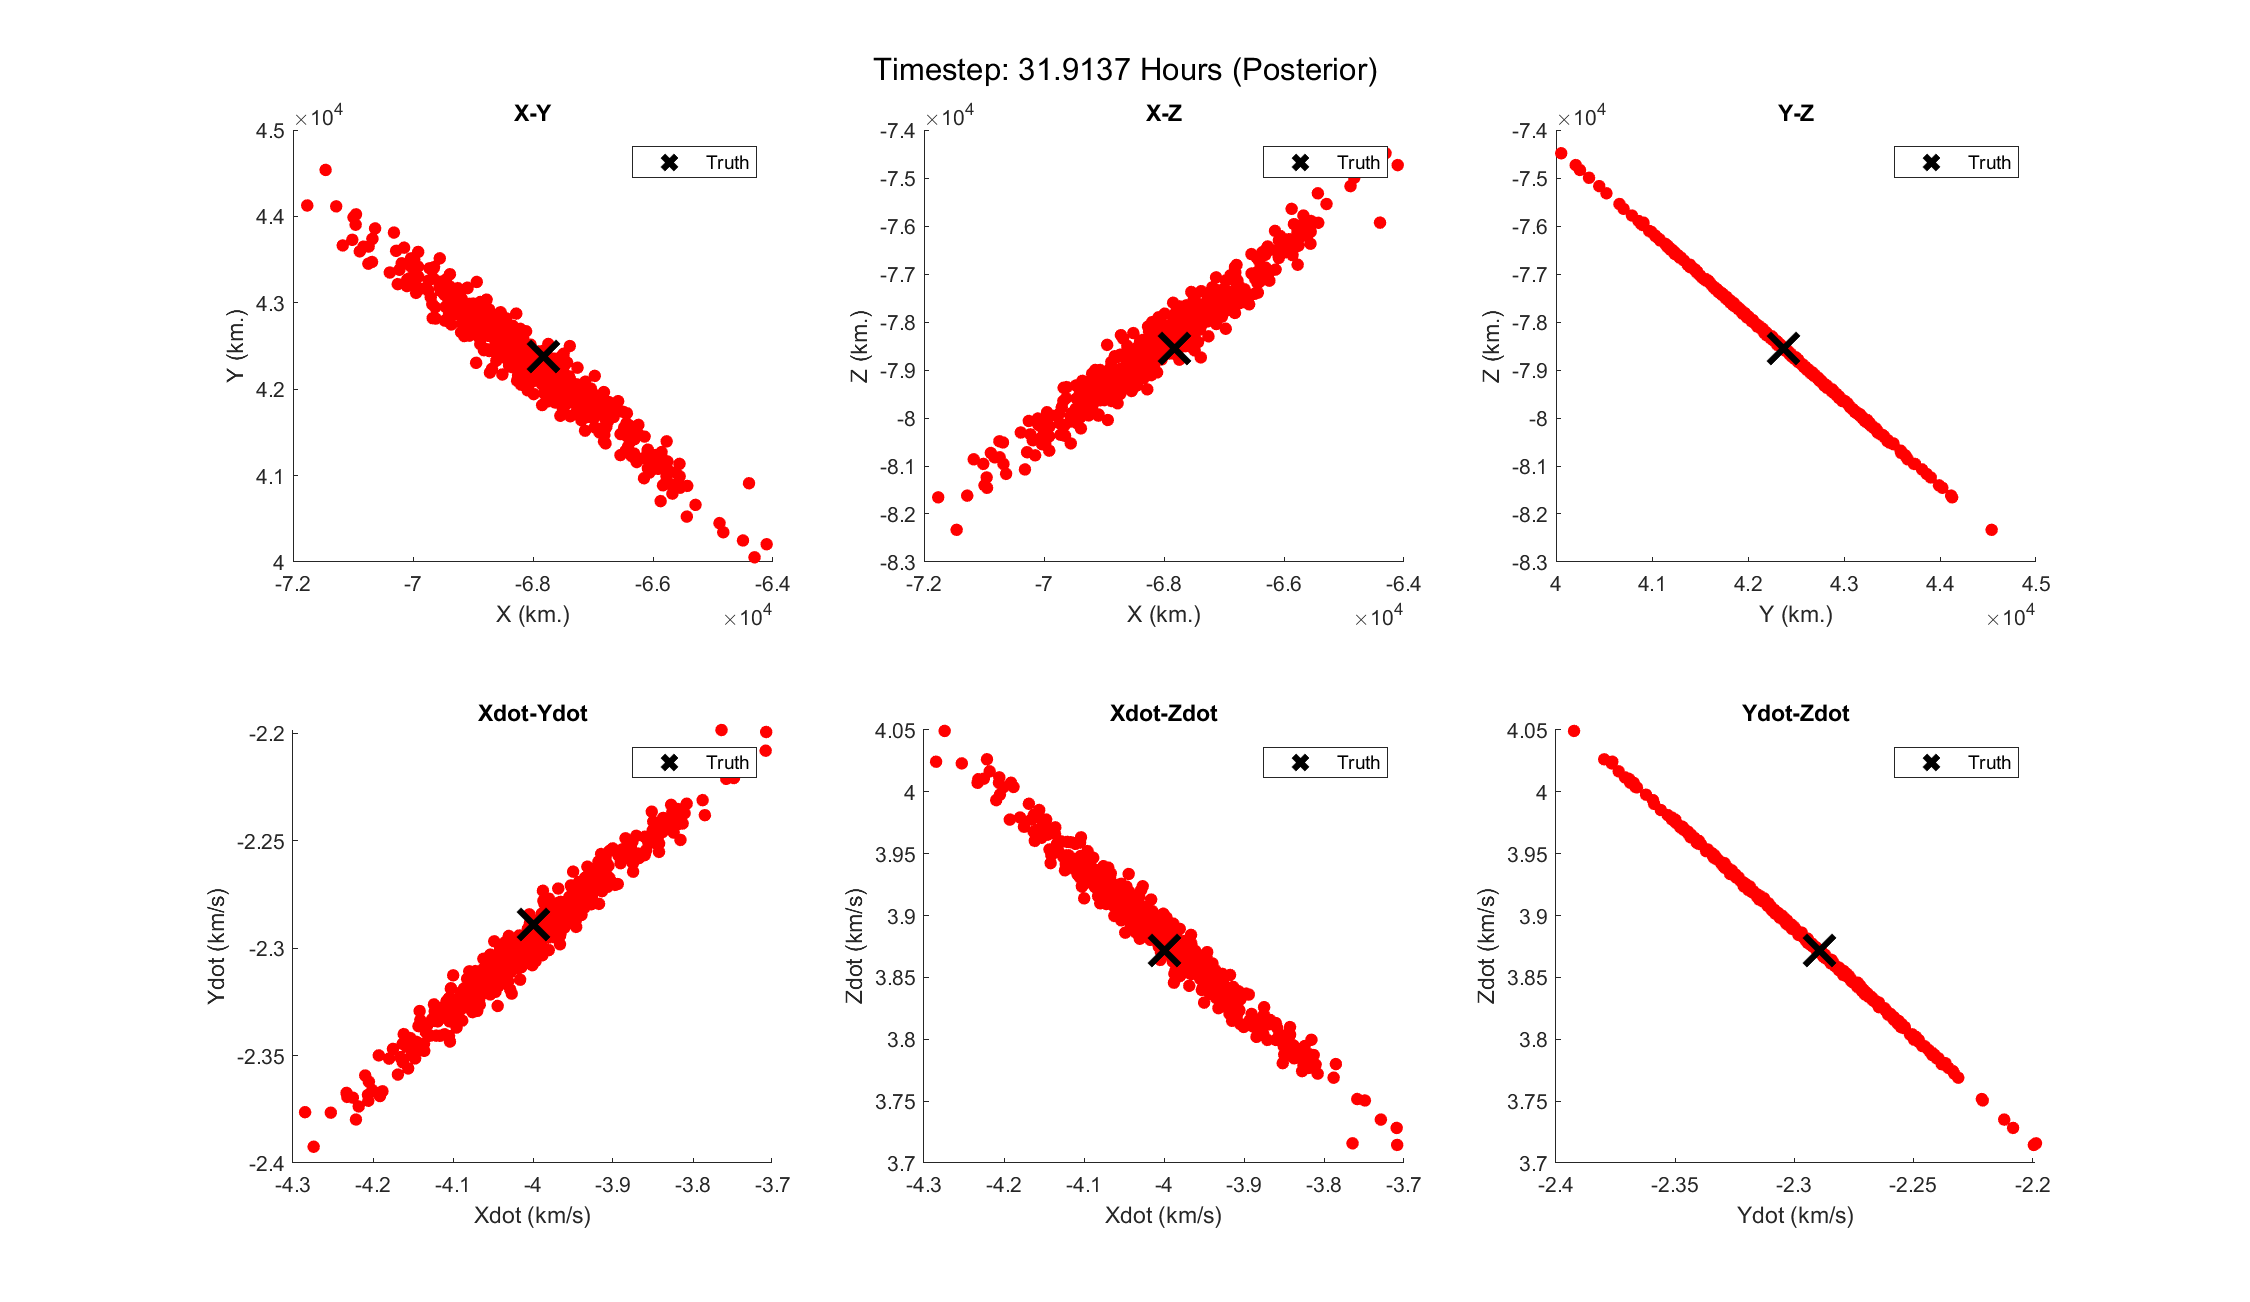 Timestep: 31.9137 Hours (Posterior)
X-Y
×10^4
4.5
4.4
4.3
4.2
4.1
4
Y (km.)
-7.2 -7 -6.8 -6.6 -6.4
X (km.)
×10^4
Truth
X-Z
×10^4
-7.4
-7.5
-7.6
-7.7
-7.8
-7.9
-8
-8.1
-8.2
-8.3
Z (km.)
-7.2 -7 -6.8 -6.6 -6.4
X (km.)
×10^4
Truth
Y-Z
×10^4
-7.4
-7.5
-7.6
-7.7
-7.8
-7.9
-8
-8.1
-8.2
-8.3
Z (km.)
4 4.1 4.2 4.3 4.4 4.5
Y (km.)
×10^4
Truth
Xdot-Ydot
-2.2
-2.25
-2.3
-2.35
-2.4
Ydot (km/s)
-4.3 -4.2 -4.1 -4 -3.9 -3.8 -3.7
Xdot (km/s)
Truth
Xdot-Zdot
4.05
4
3.95
3.9
3.85
3.8
3.75
3.7
Zdot (km/s)
-4.3 -4.2 -4.1 -4 -3.9 -3.8 -3.7
Xdot (km/s)
Truth
Ydot-Zdot
4.05
4
3.95
3.9
3.85
3.8
3.75
3.7
Zdot (km/s)
-2.4 -2.35 -2.3 -2.25 -2.2
Ydot (km/s)
Truth